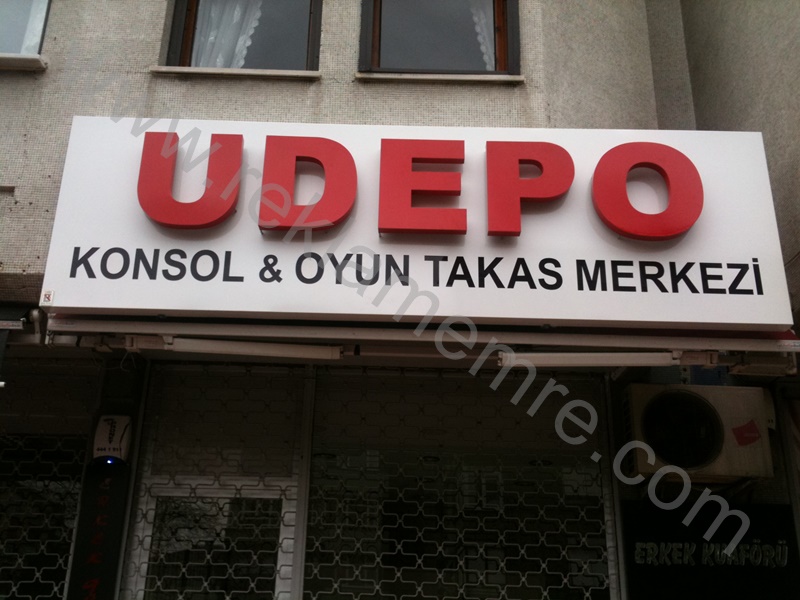 UDEPO
KONSOL & OYUN TAKAS MERKEZİ
www.reklamemre.com
ERKEK KUAFÖRÜ